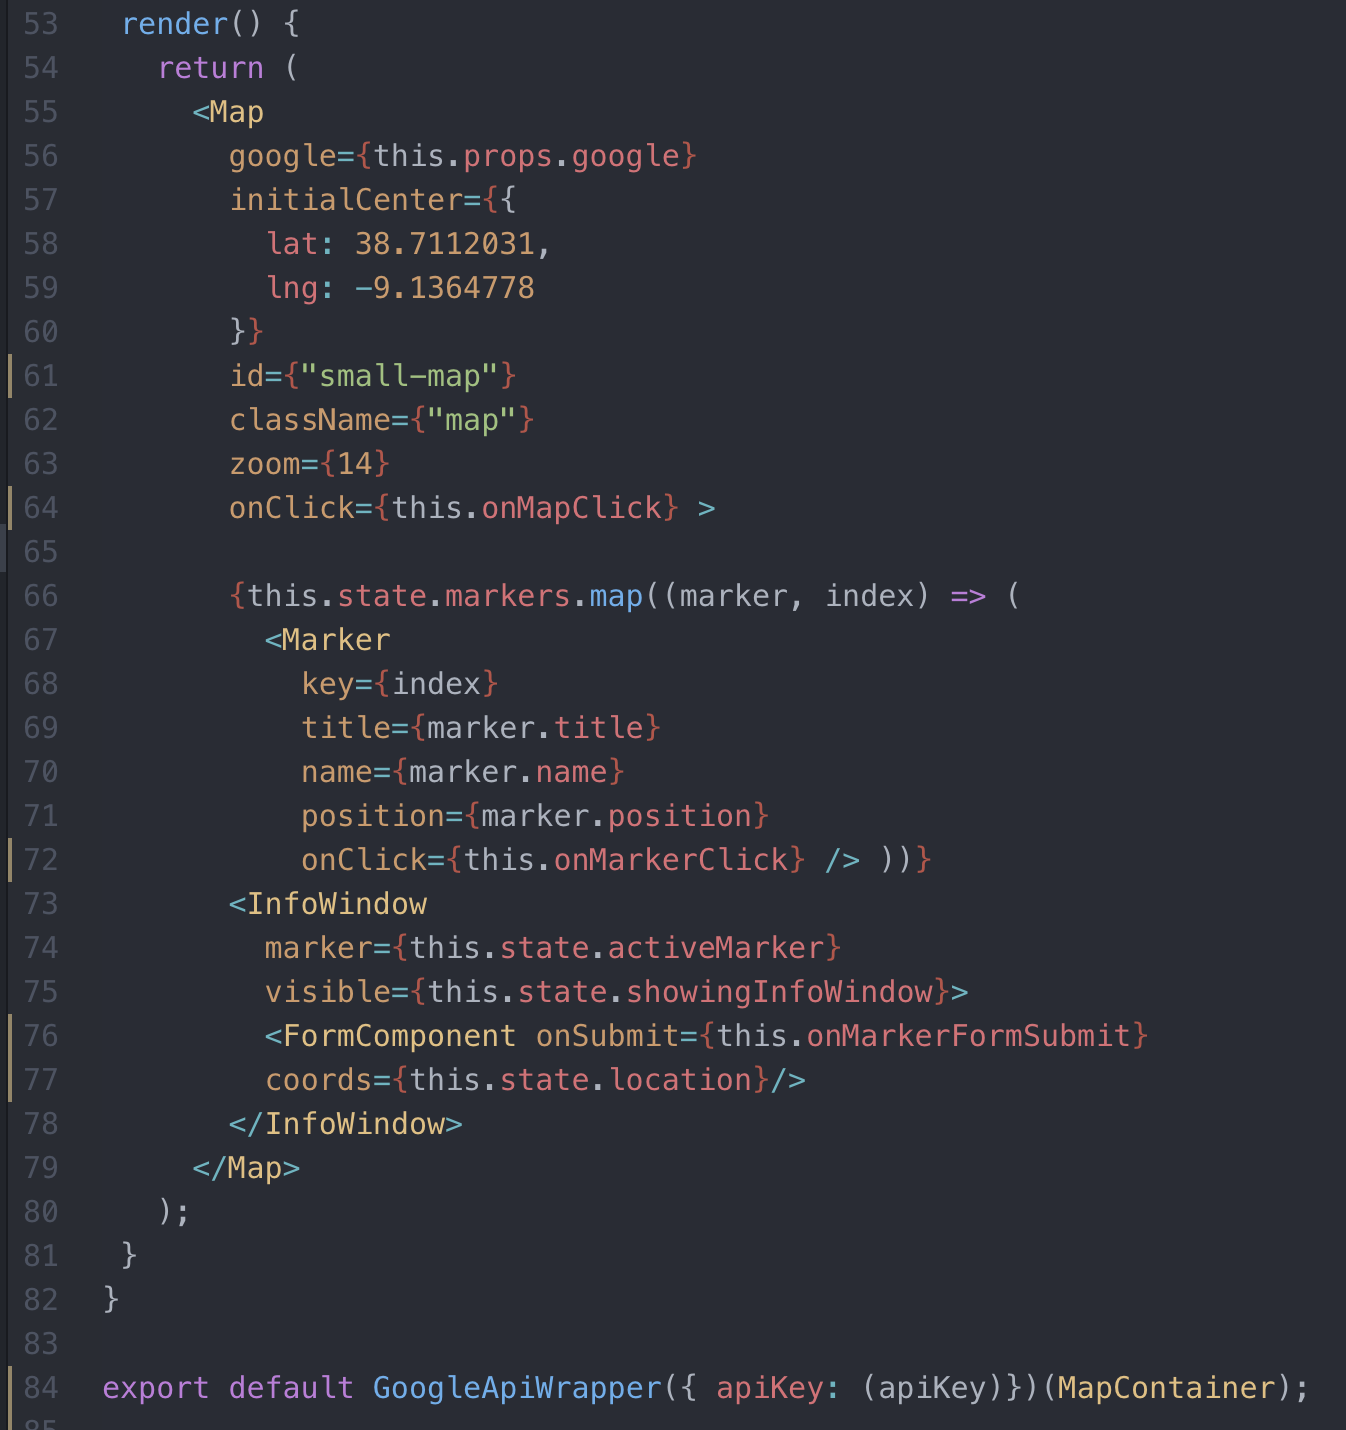 53 render() {
54 return (
55 <Map
56 google={this.props.google}
57 initialCenter={{
58 lat: 38.7112031,
59 lng: -9.1364778
60 }}
61 id={"small-map"}
62 className={"map"}
63 zoom={14}
64 onClick={this.onMapClick} >
65
66 {this.state.markers.map((marker, index) => (
67 <Marker
68 key={index}
69 title={marker.title}
70 name={marker.name}
71 position={marker.position}
72 onClick={this.onMarkerClick} /> ))}
73 <InfoWindow
74 marker={this.state.activeMarker}
75 visible={this.state.showingInfoWindow}>
76 <FormComponent onSubmit={this.onMarkerFormSubmit}
77 coords={this.state.location}/>
78 </InfoWindow>
79 </Map>
80 );
81 }
82 }
83
84 export default GoogleApiWrapper({ apiKey: (apiKey)})(MapContainer);
85